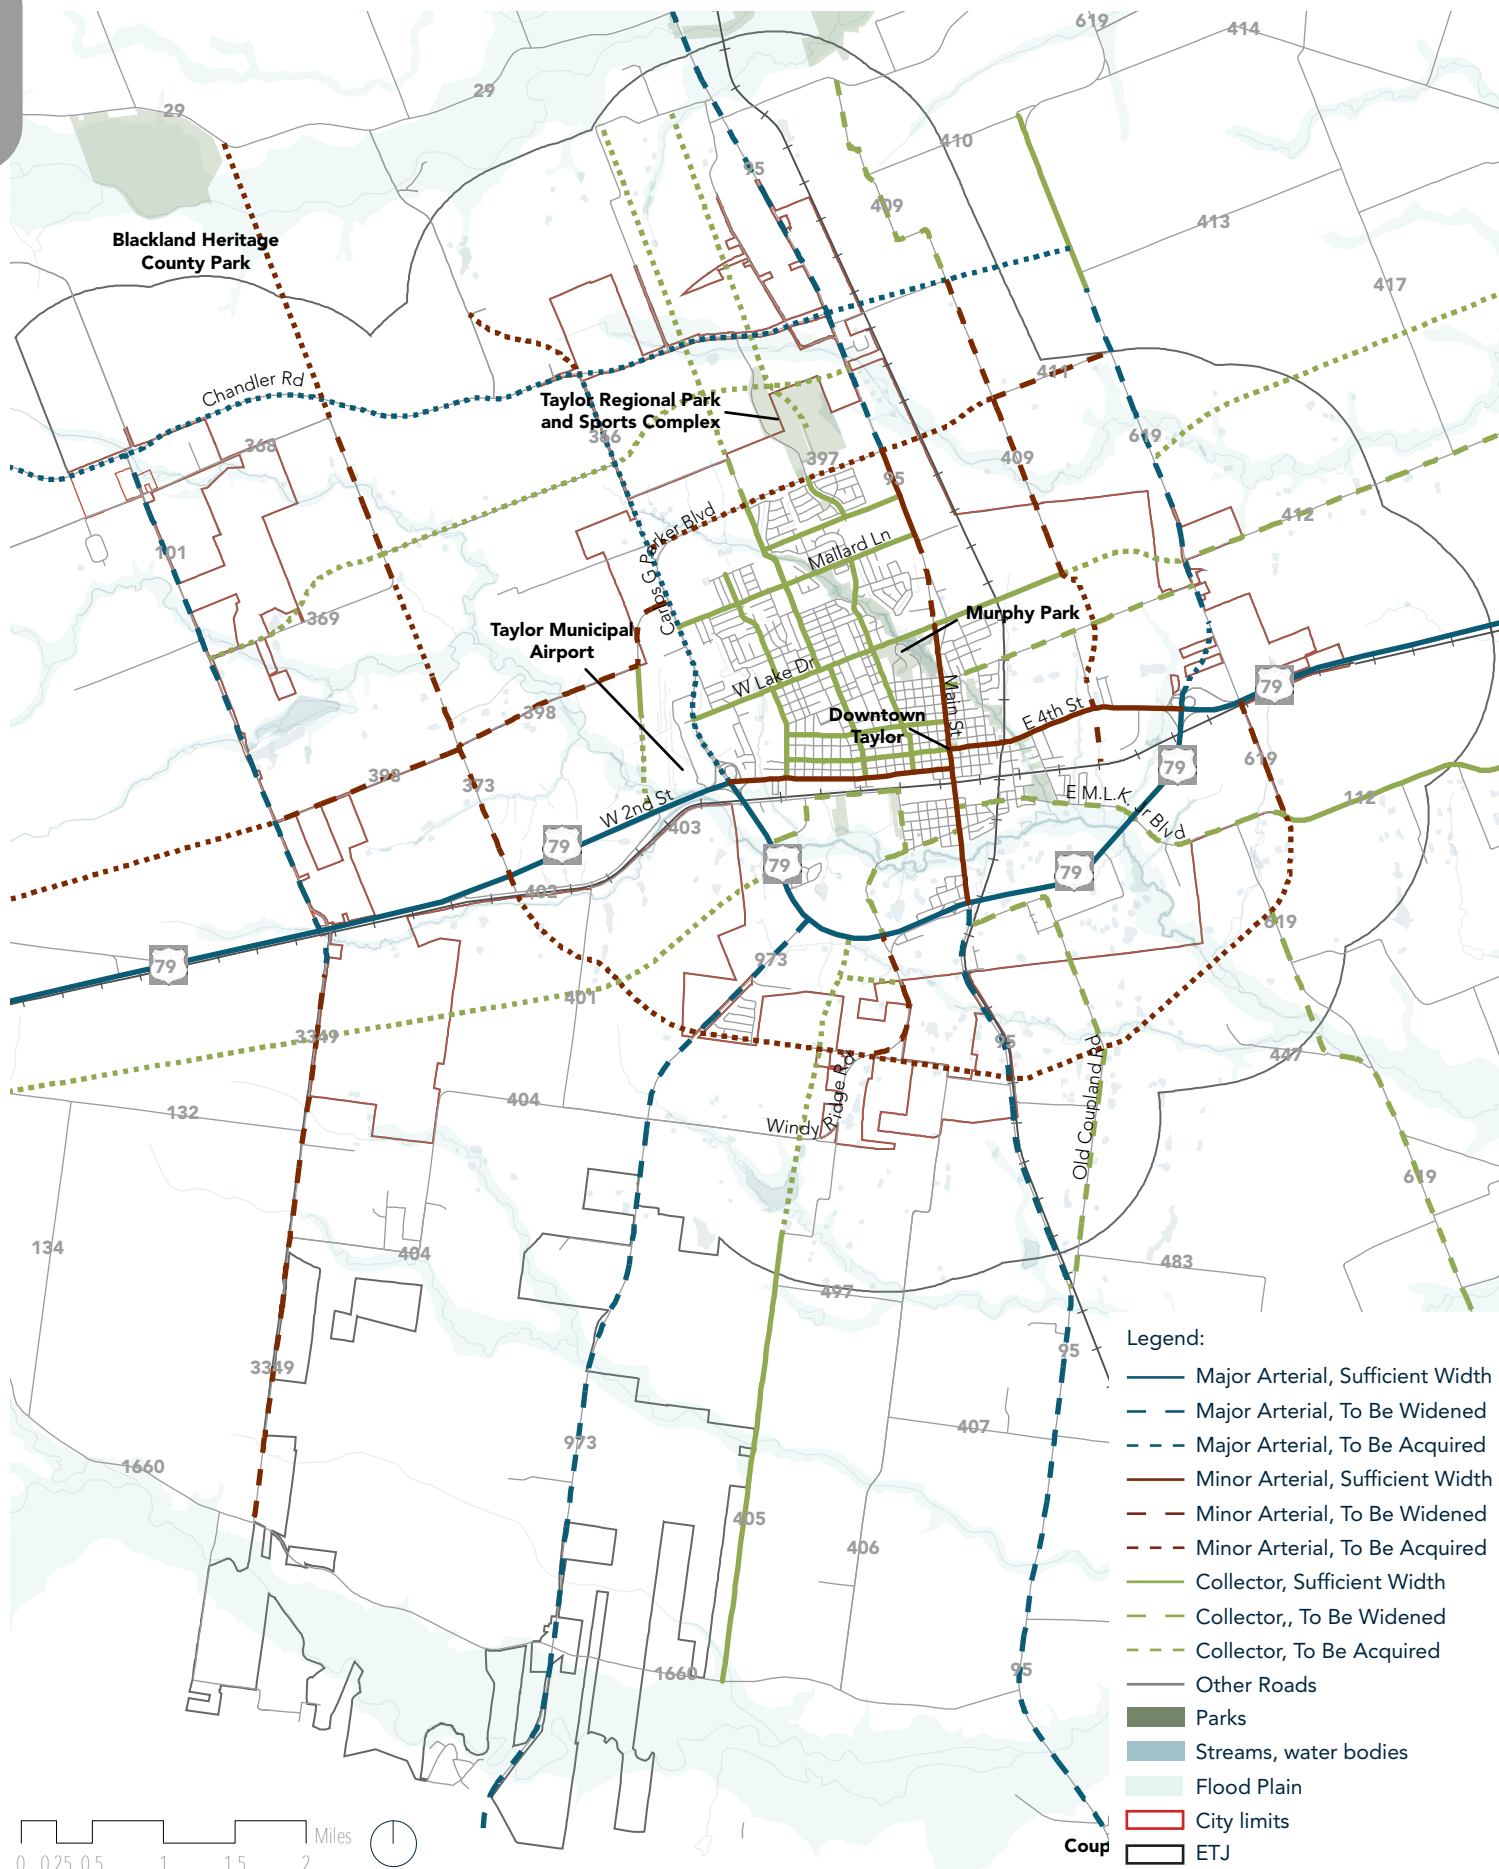 619
414
29
29
410
95
409
413
Blackland Heritage
County Park
417
411
Chandler Rd
Taylor Regional Park
and Sports Complex
366
368
619
397
409
95
412
Carlos G Parker Blvd
Mallard Ln
101
369
Taylor Municipal
Airport
Murphy Park
W Lake Dr
Main St
79
398
Downtown
Taylor
E 4th St
619
79
398
373
W 2nd St
E M.L.K. Jr Blvd
112
403
79
79
79
402
619
79
973
401
3349
95
447
Old Coupland Rd
Windy Ridge Rd
404
132
619
134
404
483
497
95
3349
407
973
1660
405
406
1660
95
Coup
Legend:
Major Arterial, Sufficient Width
Major Arterial, To Be Widened
Major Arterial, To Be Acquired
Minor Arterial, Sufficient Width
Minor Arterial, To Be Widened
Minor Arterial, To Be Acquired
Collector, Sufficient Width
Collector,, To Be Widened
Collector, To Be Acquired
Other Roads
Parks
Streams, water bodies
Flood Plain
City limits
ETJ
Miles
0 0.25 0.5 1 1.5 2